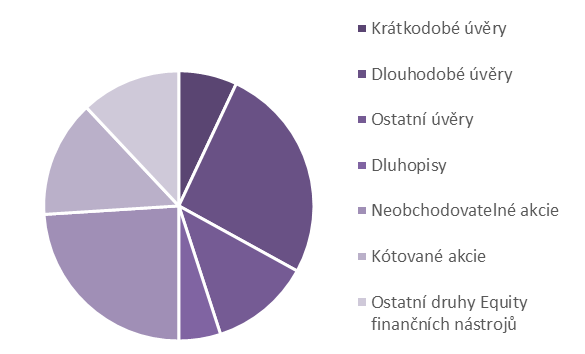 Krátkodobé úvěry
Dlouhodobé úvěry
Ostatní úvěry
Dluhopisy
Neobchodovatelné akcie
Kótované akcie
Ostatní druhy Equity
finančních nástrojů